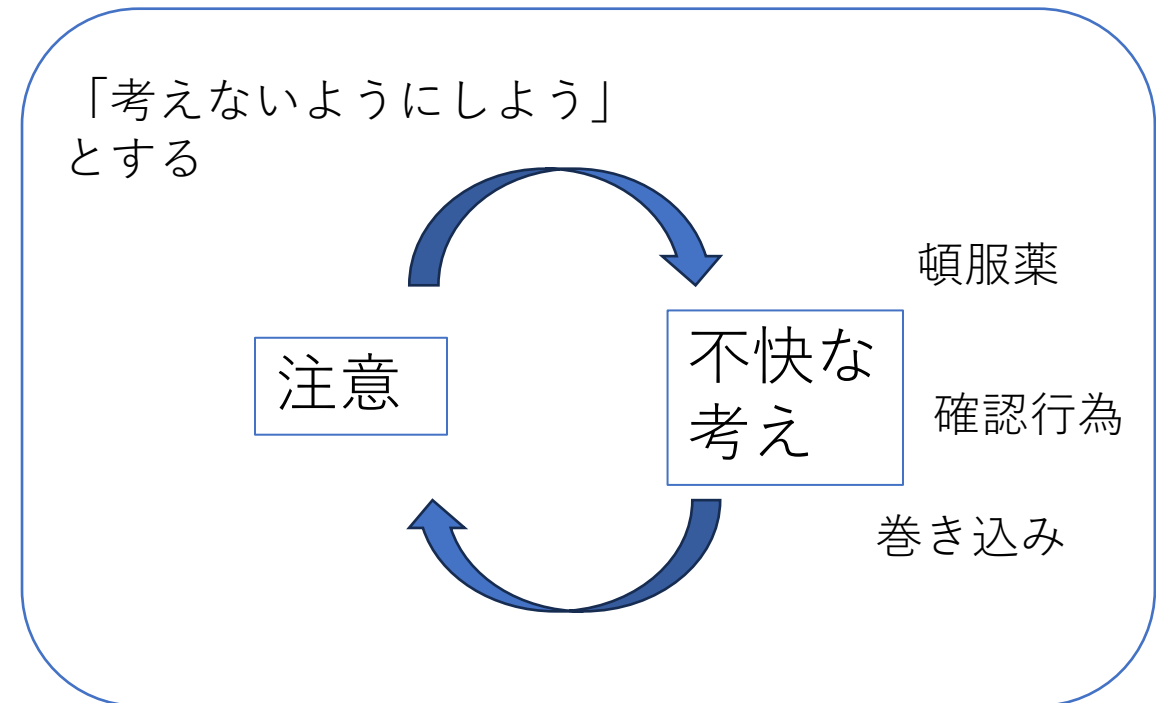 「考えないようにしよう」
とする
頓服薬
注意
不快な
考え
確認行為
巻き込み